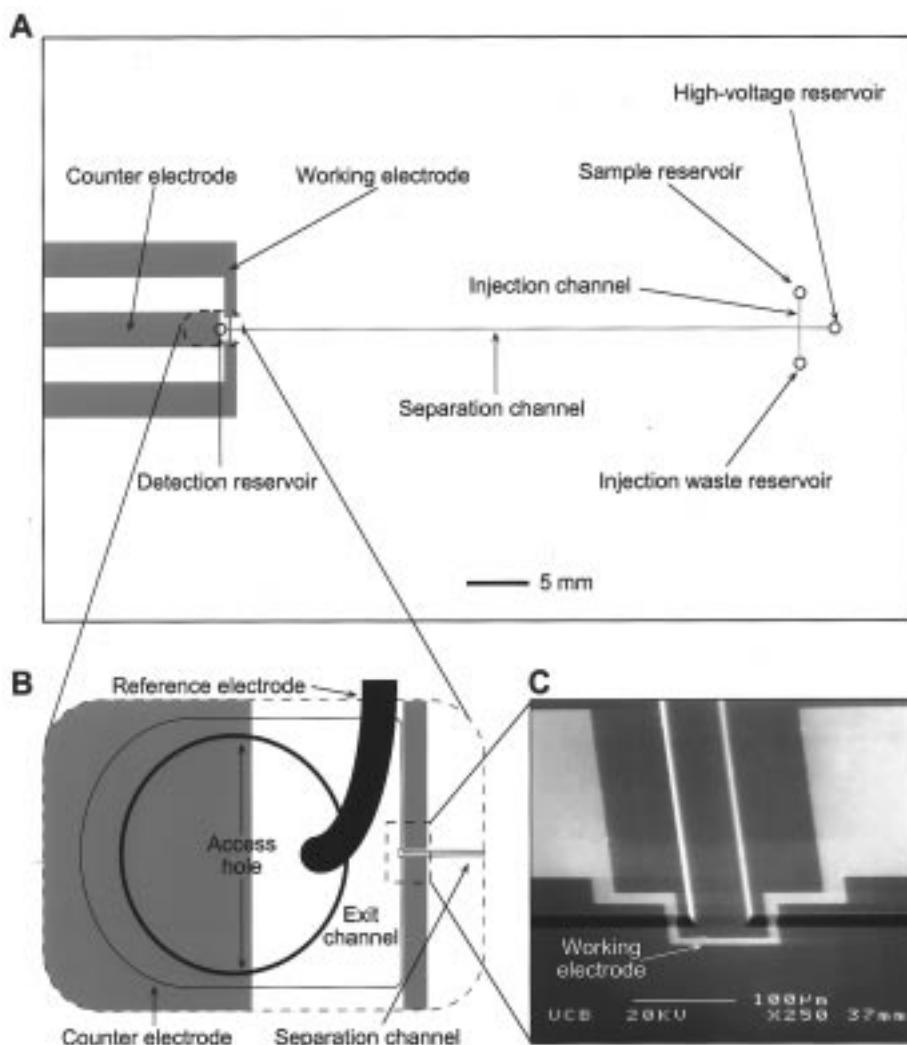 A
High-voltage reservoir
Counter electrode
Working electrode
Sample reservoir
Injection channel
Separation channel
Detection reservoir
Injection waste reservoir
5 mm
B
Reference electrode
C
Access
hole
Exit
channel
Working
electrode
100µm
UCB 20KV X250 37mm
Counter electrode
Separation channel